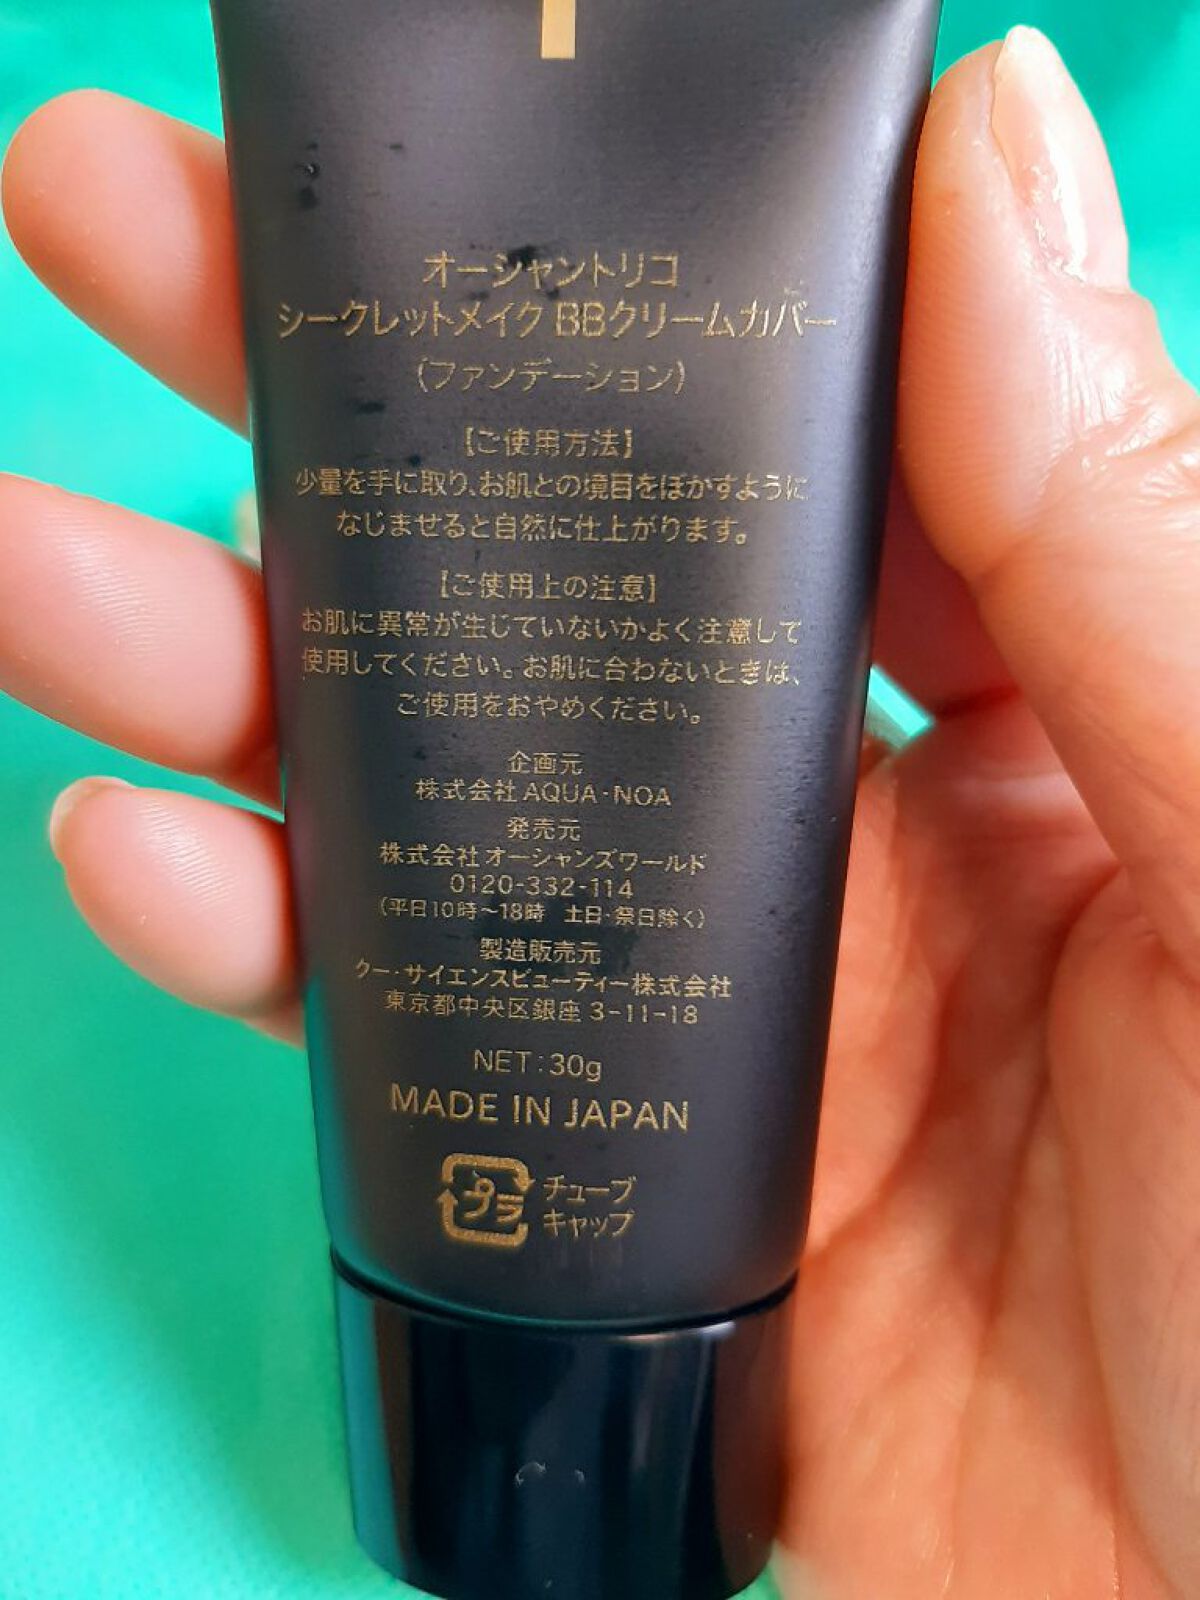 オーシャントリコ
シークレットメイク BBクリームカバー
(ファンデーション)
【ご使用方法】
少量を手に取り、お肌との境目をぼかすように
なじませると自然に仕上がります。
【ご使用上の注意】
お肌に異常が生じていないかよく注意して
使用してください。お肌に合わないときは、
ご使用をおやめください。
企画元
株式会社 AQUA・NOA
発売元
株式会社 オーシャンズワールド
0120-332-114
(平日10時～18時 土日・祭日除く)
製造販売元
クー・サイエンスビューティー株式会社
東京都中央区銀座 3-11-18
NET:30g
MADE IN JAPAN
プラ チューブ
キャップ